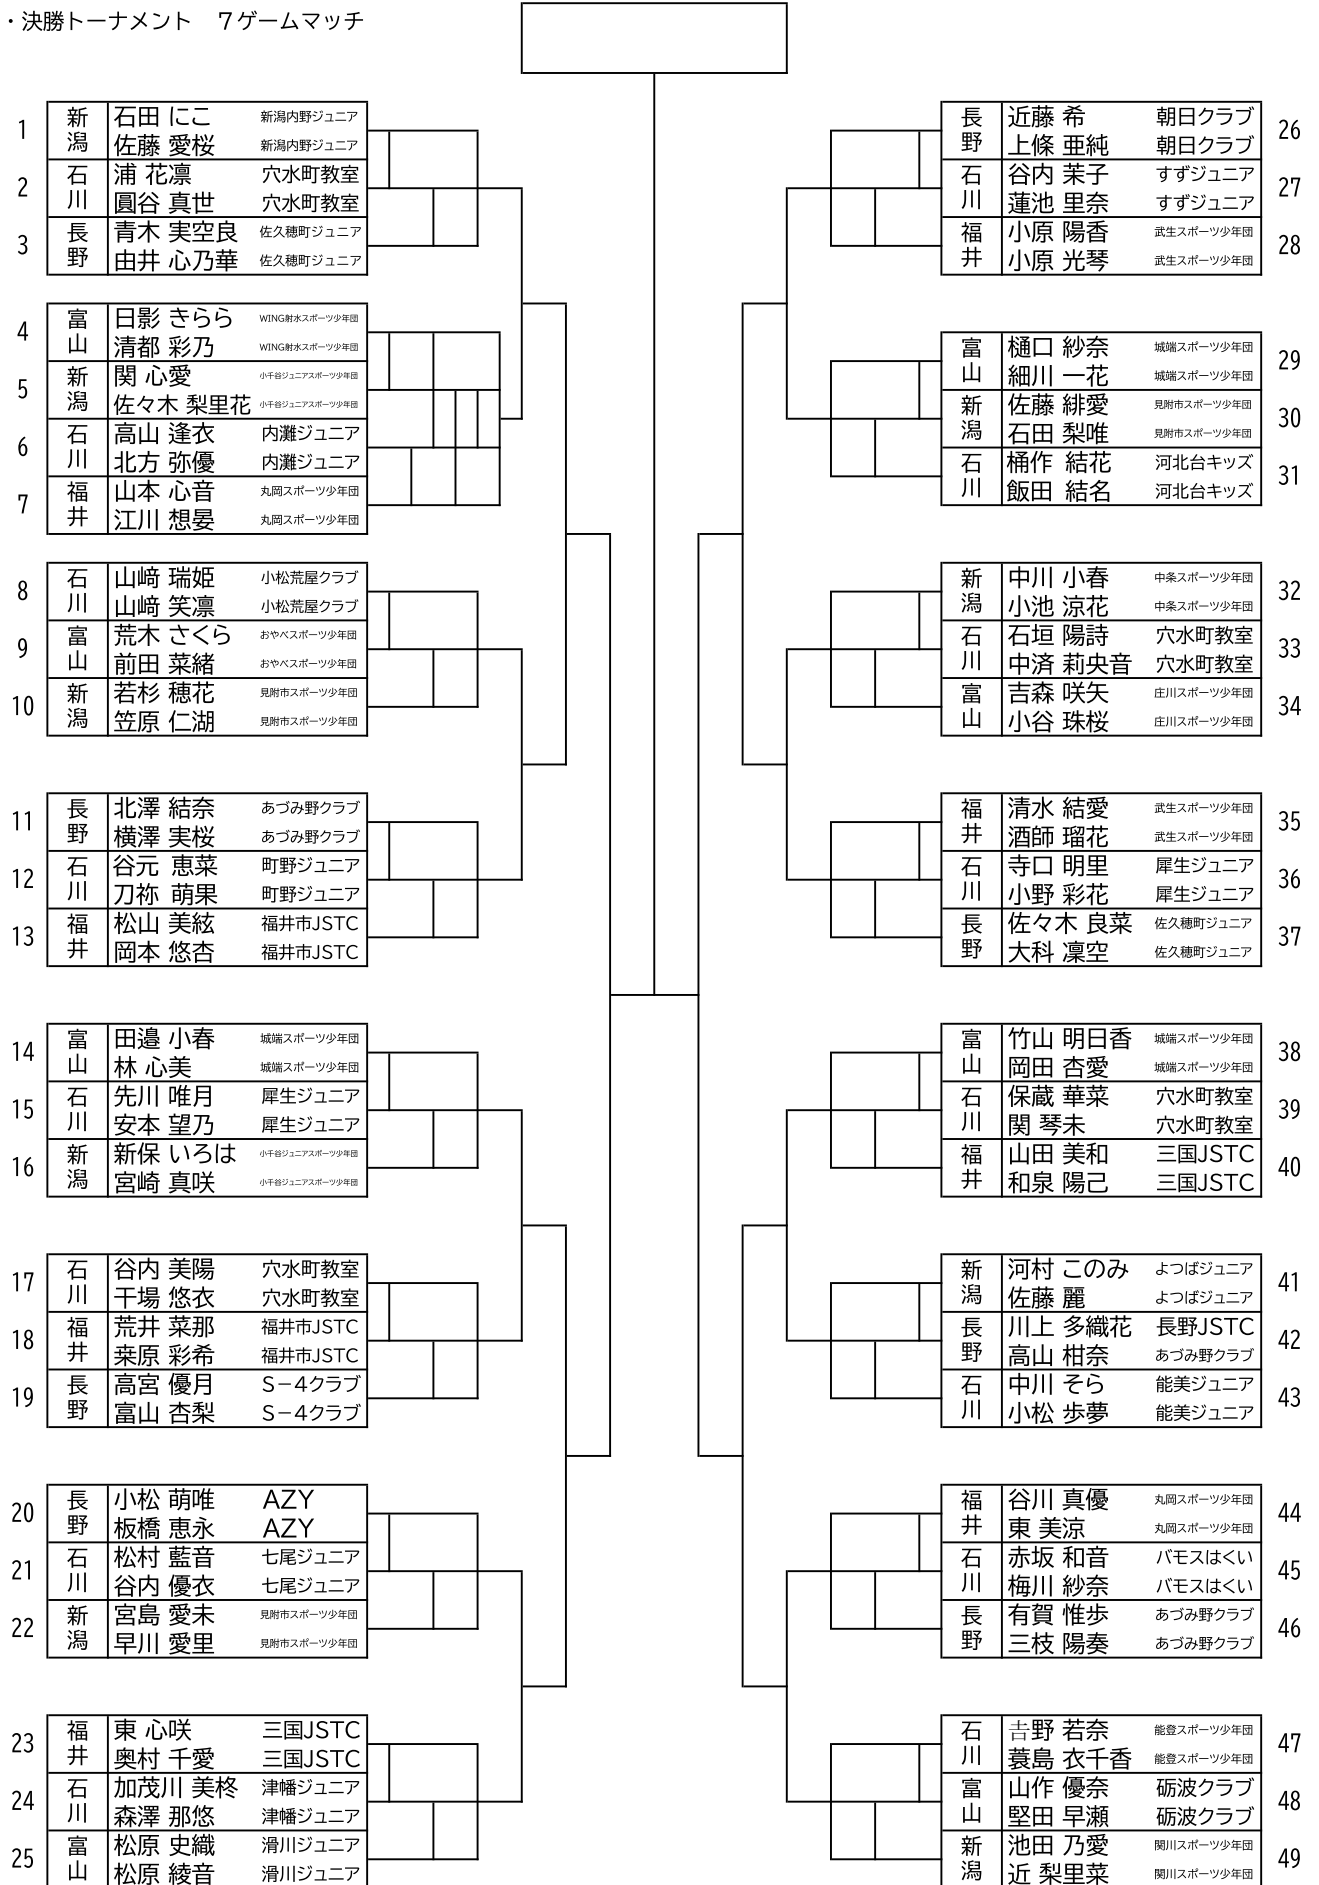 ・決勝トーナメント　７ゲームマッチ
1 新潟 石田 にこ 新潟内野ジュニア
佐藤 愛桜 新潟内野ジュニア
2 石川 浦 花凛 穴水町教室
圓谷 真世 穴水町教室
3 長野 青木 実空良 佐久穂町ジュニア
由井 心乃華 佐久穂町ジュニア
4 富山 日影 きらら WING射水スポーツ少年団
清都 彩乃 WING射水スポーツ少年団
5 新潟 関 心愛 小千谷ジュニアスポーツ少年団
佐々木 梨里花 小千谷ジュニアスポーツ少年団
6 石川 高山 逢衣 内灘ジュニア
北方 弥優 内灘ジュニア
7 福井 山本 心音 丸岡スポーツ少年団
江川 想晏 丸岡スポーツ少年団
8 石川 山﨑 瑞姫 小松荒屋クラブ
山﨑 笑凛 小松荒屋クラブ
9 富山 荒木 さくら おやべスポーツ少年団
前田 菜緒 おやべスポーツ少年団
10 新潟 若杉 穂花 見附市スポーツ少年団
笠原 仁湖 見附市スポーツ少年団
11 長野 北澤 結奈 あづみ野クラブ
横澤 実桜 あづみ野クラブ
12 石川 谷元 恵菜 町野ジュニア
刀祢 萌果 町野ジュニア
13 福井 松山 美絃 福井市JSTC
岡本 悠杏 福井市JSTC
14 富山 田邉 小春 城端スポーツ少年団
林 心美 城端スポーツ少年団
15 石川 先川 唯月 犀生ジュニア
安本 望乃 犀生ジュニア
16 新潟 新保 いろは 小千谷ジュニアスポーツ少年団
宮崎 真咲 小千谷ジュニアスポーツ少年団
17 石川 谷内 美陽 穴水町教室
干場 悠衣 穴水町教室
18 福井 荒井 菜那 福井市JSTC
桒原 彩希 福井市JSTC
19 長野 高宮 優月 S－4クラブ
富山 杏梨 S－4クラブ
20 長野 小松 萌唯 AZY
板橋 恵永 AZY
21 石川 松村 藍音 七尾ジュニア
谷内 優衣 七尾ジュニア
22 新潟 宮島 愛未 見附市スポーツ少年団
早川 愛里 見附市スポーツ少年団
23 福井 東 心咲 三国JSTC
奥村 千愛 三国JSTC
24 石川 加茂川 美柊 津幡ジュニア
森澤 那悠 津幡ジュニア
25 富山 松原 史織 滑川ジュニア
松原 綾音 滑川ジュニア
長野 近藤 希 朝日クラブ 26
上條 亜純 朝日クラブ
石川 谷内 茉子 すずジュニア 27
蓮池 里奈 すずジュニア
福井 小原 陽香 武生スポーツ少年団 28
小原 光琴 武生スポーツ少年団
富山 樋口 紗奈 城端スポーツ少年団 29
細川 一花 城端スポーツ少年団
新潟 佐藤 緋愛 見附市スポーツ少年団 30
石田 梨唯 見附市スポーツ少年団
石川 桶作 結花 河北台キッズ 31
飯田 結名 河北台キッズ
新潟 中川 小春 中条スポーツ少年団 32
小池 涼花 中条スポーツ少年団
石川 石垣 陽詩 穴水町教室 33
中済 莉央音 穴水町教室
富山 吉森 咲矢 庄川スポーツ少年団 34
小谷 珠桜 庄川スポーツ少年団
福井 清水 結愛 武生スポーツ少年団 35
酒師 瑠花 武生スポーツ少年団
石川 寺口 明里 犀生ジュニア 36
小野 彩花 犀生ジュニア
長野 佐々木 良菜 佐久穂町ジュニア 37
大科 凜空 佐久穂町ジュニア
富山 竹山 明日香 城端スポーツ少年団 38
岡田 杏愛 城端スポーツ少年団
石川 保蔵 華菜 穴水町教室 39
関 琴未 穴水町教室
福井 山田 美和 三国JSTC 40
和泉 陽己 三国JSTC
新潟 河村 このみ よつばジュニア 41
佐藤 麗 よつばジュニア
長野 川上 多織花 長野JSTC 42
高山 柑奈 あづみ野クラブ
石川 中川 そら 能美ジュニア 43
小松 歩夢 能美ジュニア
福井 谷川 真優 丸岡スポーツ少年団 44
東 美涼 丸岡スポーツ少年団
石川 赤坂 和音 バモスはくい 45
梅川 紗奈 バモスはくい
長野 有賀 惟歩 あづみ野クラブ 46
三枝 陽奏 あづみ野クラブ
石川 𠮷野 若奈 能登スポーツ少年団 47
蓑島 衣千香 能登スポーツ少年団
富山 山作 優奈 砺波クラブ 48
堅田 早瀬 砺波クラブ
新潟 池田 乃愛 関川スポーツ少年団 49
近 梨里菜 関川スポーツ少年団